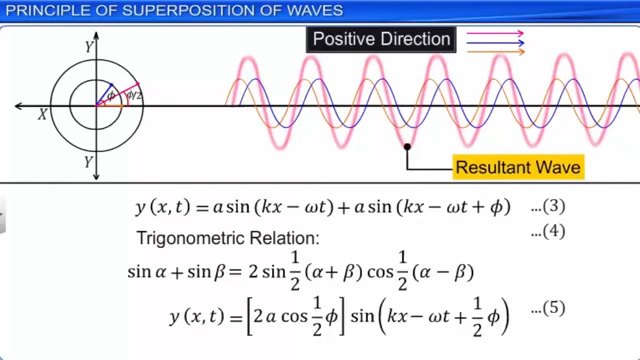 PRINCIPLE OF SUPERPOSITION OF WAVES
Y
ϕ
ϕ/2
X
Y
Positive Direction
Resultant Wave
y (x, t) = a sin (kx − ωt) + a sin (kx − ωt + ϕ) ...(3)
Trigonometric Relation: ...(4)
sin α + sin β = 2 sin 1/2 (α + β) cos 1/2 (α − β)
y (x, t) = [2 a cos 1/2 ϕ] sin (kx − ωt + 1/2 ϕ) ...(5)